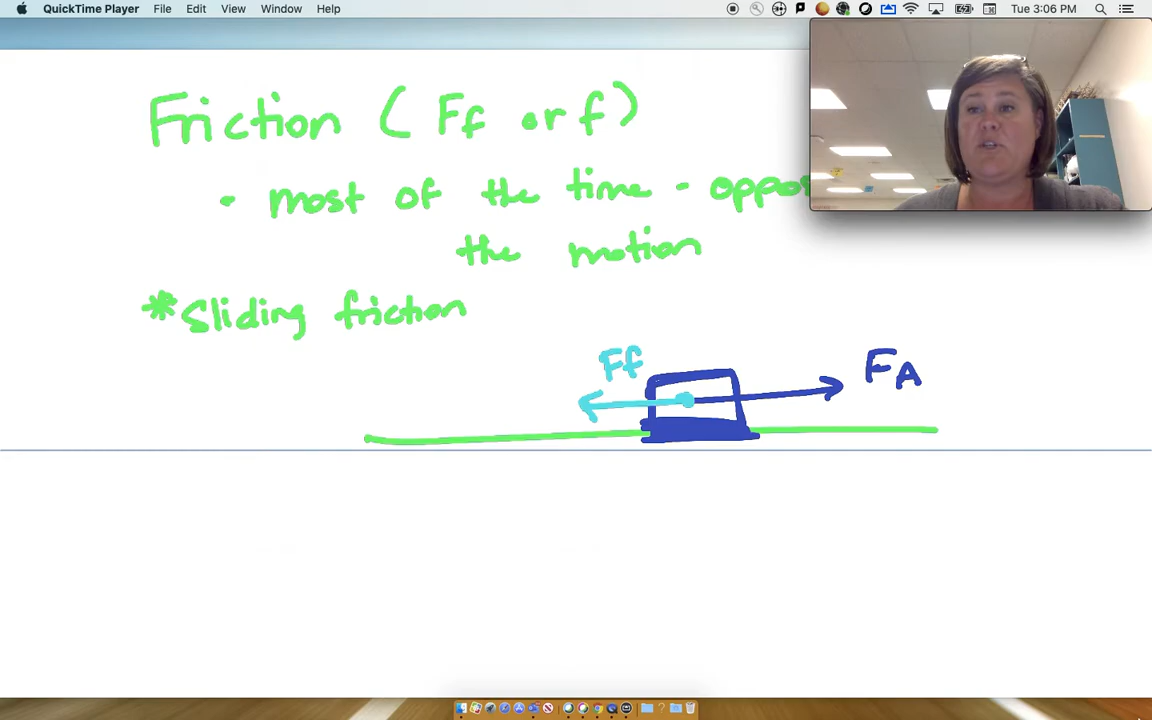 QuickTime Player File Edit View Window Help Tue 3:06 PM
Friction (Ff or f)
• most of the time - oppos
the motion
*Sliding friction
Ff
FA